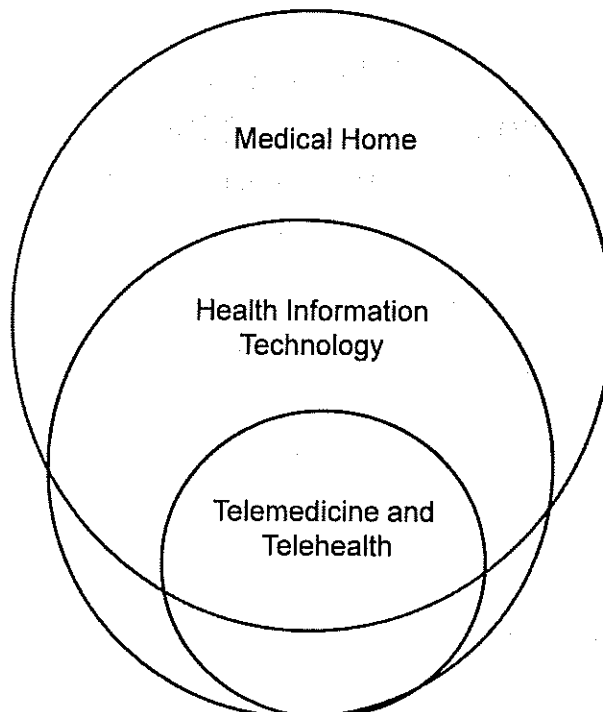 Medical Home
Health Information
Technology
Telemedicine and
Telehealth